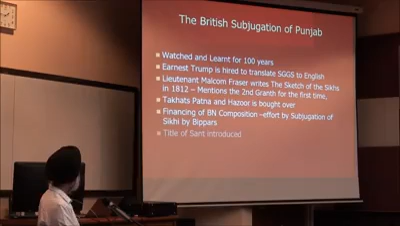 The British Subjugation of Punjab
Watched and Learnt for 100 years
Earnest Trump is hired to translate SGGS to English
Lieutenant Malcom Fraser writes The Sketch of the Sikhs
in 1812 – Mentions the 2nd Granth for the first time,
Takhats Patna and Hazoor is bought over
Financing of BN Composition –effort by Subjugation of
Sikhi by Bippars
Title of Sant introduced